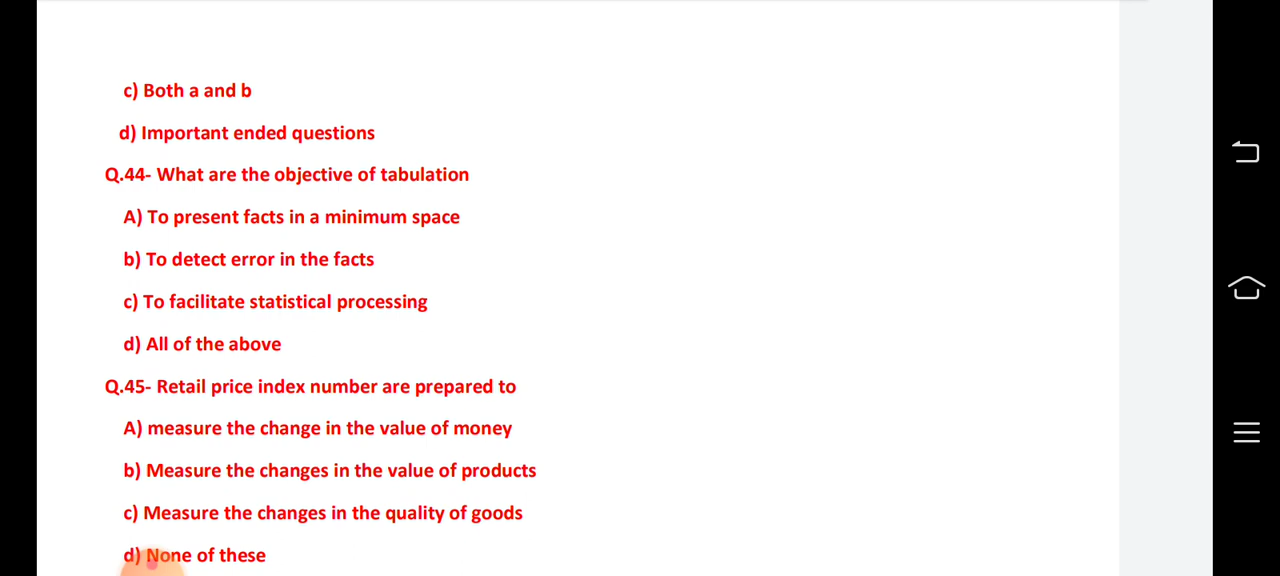 c) Both a and b
d) Important ended questions
Q.44- What are the objective of tabulation
A) To present facts in a minimum space
b) To detect error in the facts
c) To facilitate statistical processing
d) All of the above
Q.45- Retail price index number are prepared to
A) measure the change in the value of money
b) Measure the changes in the value of products
c) Measure the changes in the quality of goods
d) None of these